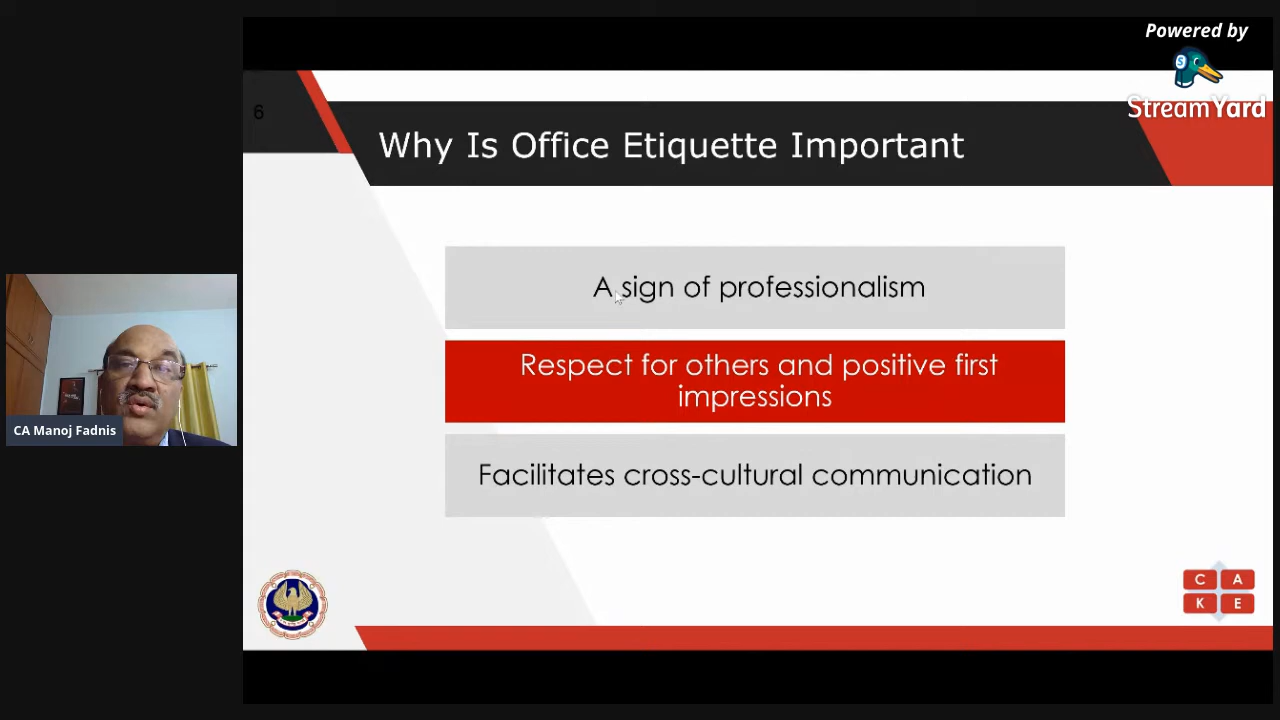 Powered by
StreamYard
6
Why Is Office Etiquette Important
A sign of professionalism
Respect for others and positive first
impressions
Facilitates cross-cultural communication
CA Manoj Fadnis
C A
K E